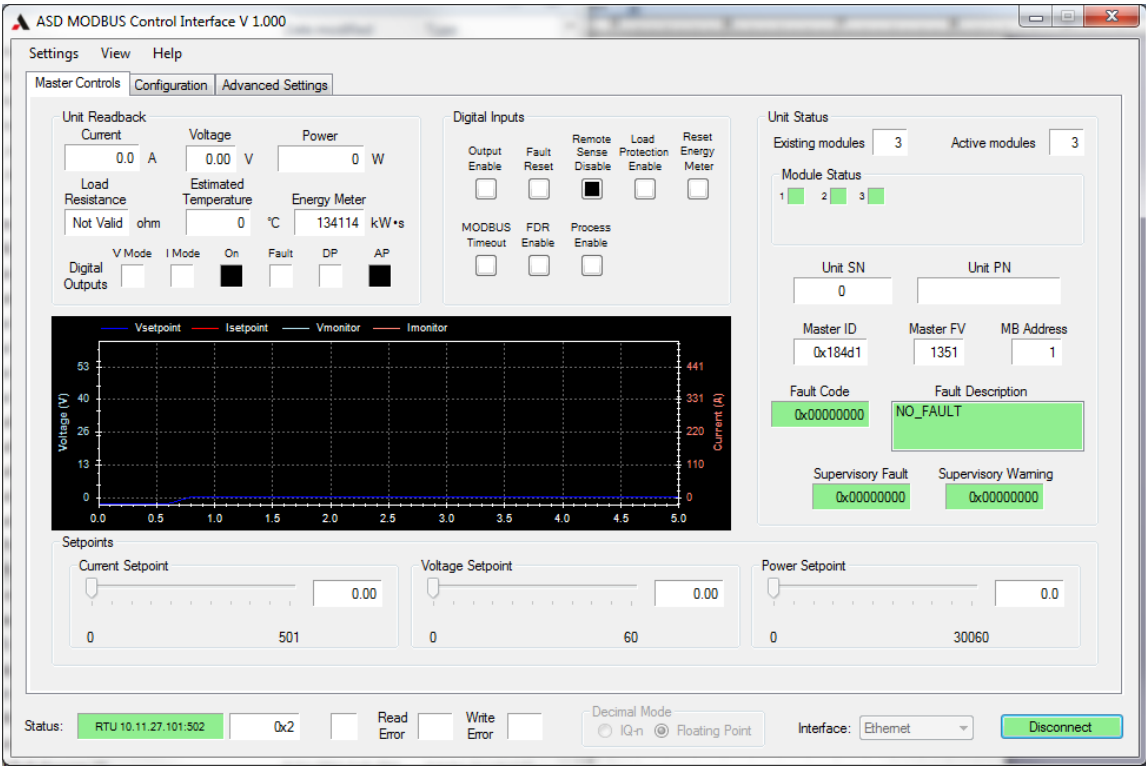 ASD MODBUS Control Interface V 1.000
Settings View Help
Master Controls Configuration Advanced Settings
Unit Readback
Current Voltage Power
0.0 A 0.00 V 0 W
Load Resistance Estimated Temperature Energy Meter
Not Valid ohm 0 °C 134114 kW•s
V Mode I Mode On Fault DP AP
Digital Outputs
Digital Inputs
Output Enable Fault Reset Remote Sense Disable Load Protection Enable Reset Energy Meter
MODBUS Timeout FDR Enable Process Enable
Unit Status
Existing modules 3 Active modules 3
Module Status
1 2 3
Unit SN Unit PN
0
Master ID Master FV MB Address
0x184d1 1351 1
Fault Code Fault Description
0x00000000 NO_FAULT
Supervisory Fault Supervisory Warning
0x00000000 0x00000000
Vsetpoint Isetpoint Vmonitor Imonitor
53 441
40 331
26 220
13 110
0 0
Voltage (V)
Current (A)
0.0 0.5 1.0 1.5 2.0 2.5 3.0 3.5 4.0 4.5 5.0
Setpoints
Current Setpoint Voltage Setpoint Power Setpoint
0.00 0.00 0.0
0 501 0 60 0 30060
Status: RTU 10.11.27.101:502 0x2 Read Error Write Error
Decimal Mode
IQ-n Floating Point
Interface: Ethernet Disconnect